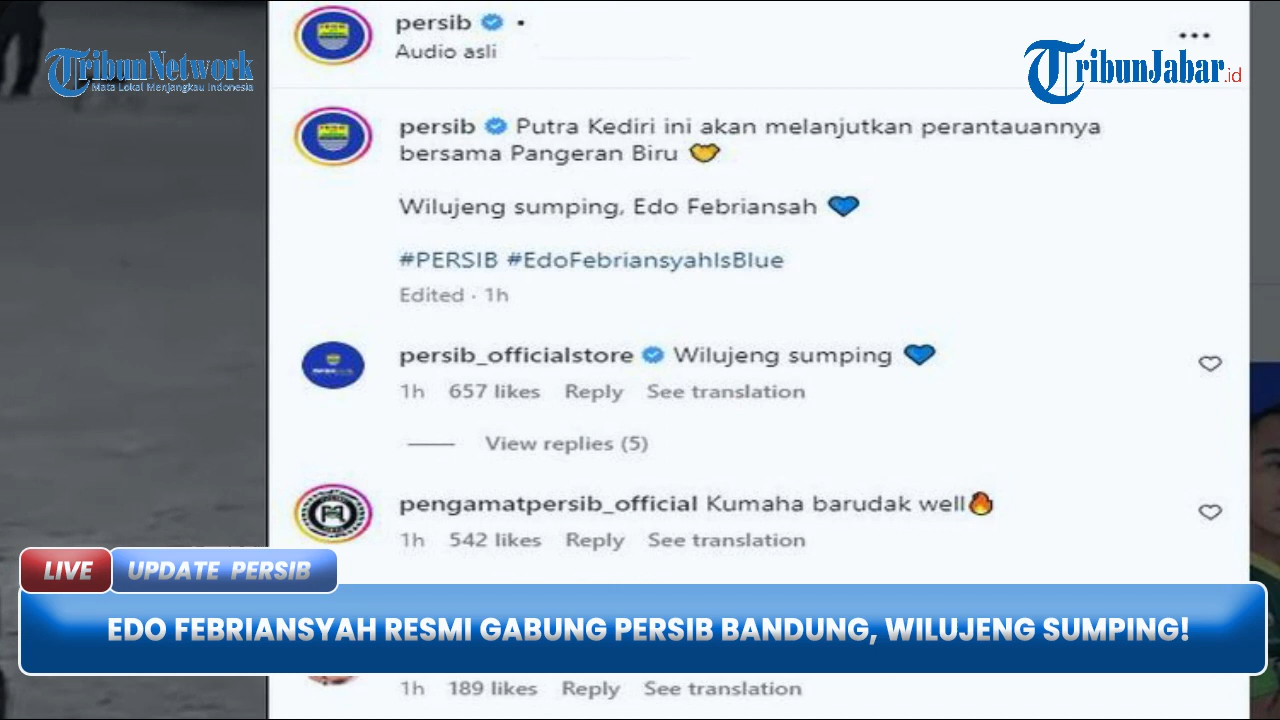 persib •
Audio asli
TribunNetwork
Mata Lokal Menjangkau Indonesia
TribunJabar.id
persib Putra Kediri ini akan melanjutkan perantauannya
bersama Pangeran Biru
Wilujeng sumping, Edo Febriansah 💙
#PERSIB #EdoFebriansyahIsBlue
Edited · 1h
persib_officialstore Wilujeng sumping 💙
1h 657 likes Reply See translation
View replies (5)
pengamatpersib_official Kumaha barudak well🔥
1h 542 likes Reply See translation
LIVE UPDATE PERSIB
EDO FEBRIANSYAH RESMI GABUNG PERSIB BANDUNG, WILUJENG SUMPING!
1h 189 likes Reply See translation